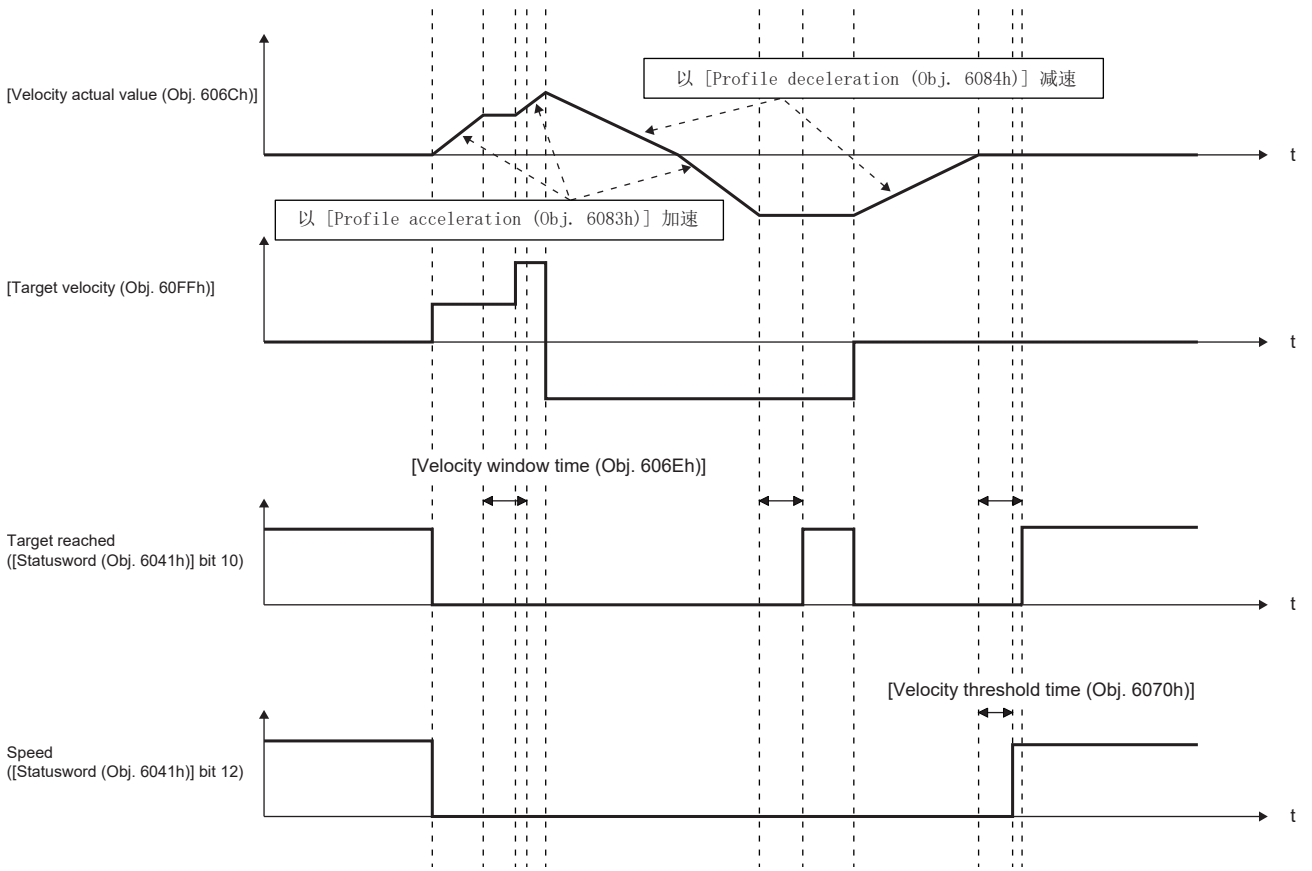 以 [Profile deceleration (Obj. 6084h)] 减速
[Velocity actual value (Obj. 606Ch)]
t
以 [Profile acceleration (Obj. 6083h)] 加速
[Target velocity (Obj. 60FFh)]
t
[Velocity window time (Obj. 606Eh)]
Target reached
([Statusword (Obj. 6041h)] bit 10)
t
[Velocity threshold time (Obj. 6070h)]
Speed
([Statusword (Obj. 6041h)] bit 12)
t